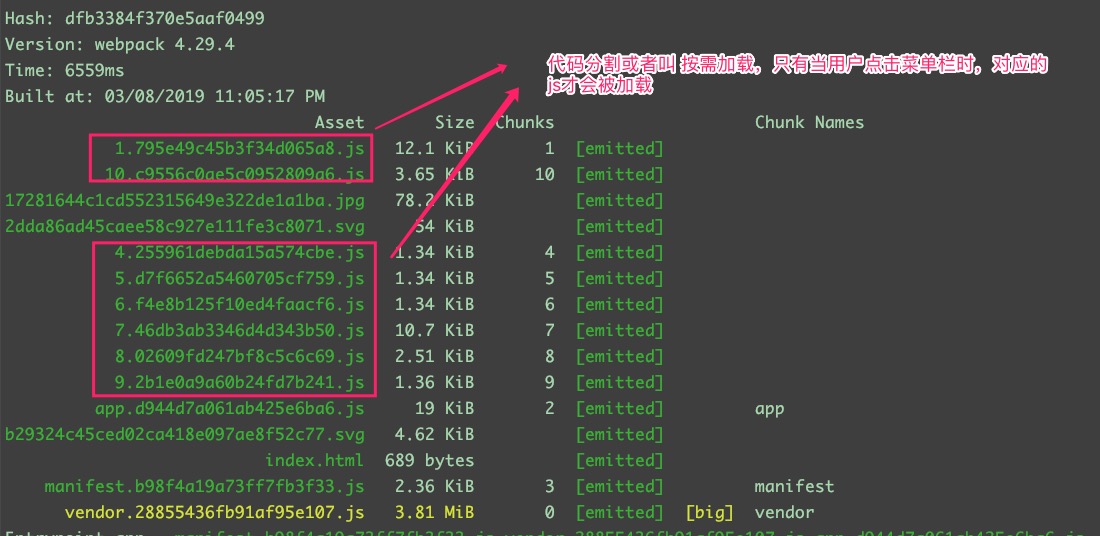 Hash: dfb3384f370e5aaf0499
Version: webpack 4.29.4
Time: 6559ms
Built at: 03/08/2019 11:05:17 PM
代码分割或者叫 按需加载，只有当用户点击菜单栏时，对应的
js才会被加载
Asset Size Chunks Chunk Names
1.795e49c45b3f34d065a8.js 12.1 KiB 1 [emitted]
10.c9556c0ae5c0952809a6.js 3.65 KiB 10 [emitted]
17281644c1cd552315649e322de1a1ba.jpg 78.2 KiB [emitted]
2dda86ad45caee58c927e111fe3c8071.svg 54 KiB [emitted]
4.255961debda15a574cbe.js 1.34 KiB 4 [emitted]
5.d7f6652a5460705cf759.js 1.34 KiB 5 [emitted]
6.f4e8b125f10ed4faacf6.js 1.34 KiB 6 [emitted]
7.46db3ab3346d4d343b50.js 10.7 KiB 7 [emitted]
8.02609fd247bf8c5c6c69.js 2.51 KiB 8 [emitted]
9.2b1e0a9a60b24fd7b241.js 1.36 KiB 9 [emitted]
app.d944d7a061ab425e6ba6.js 19 KiB 2 [emitted] app
b29324c45ced02ca418e097ae8f52c77.svg 4.62 KiB [emitted]
index.html 689 bytes [emitted]
manifest.b98f4a19a73ff7fb3f33.js 2.36 KiB 3 [emitted] manifest
vendor.28855436fb91af95e107.js 3.81 MiB 0 [emitted] [big] vendor